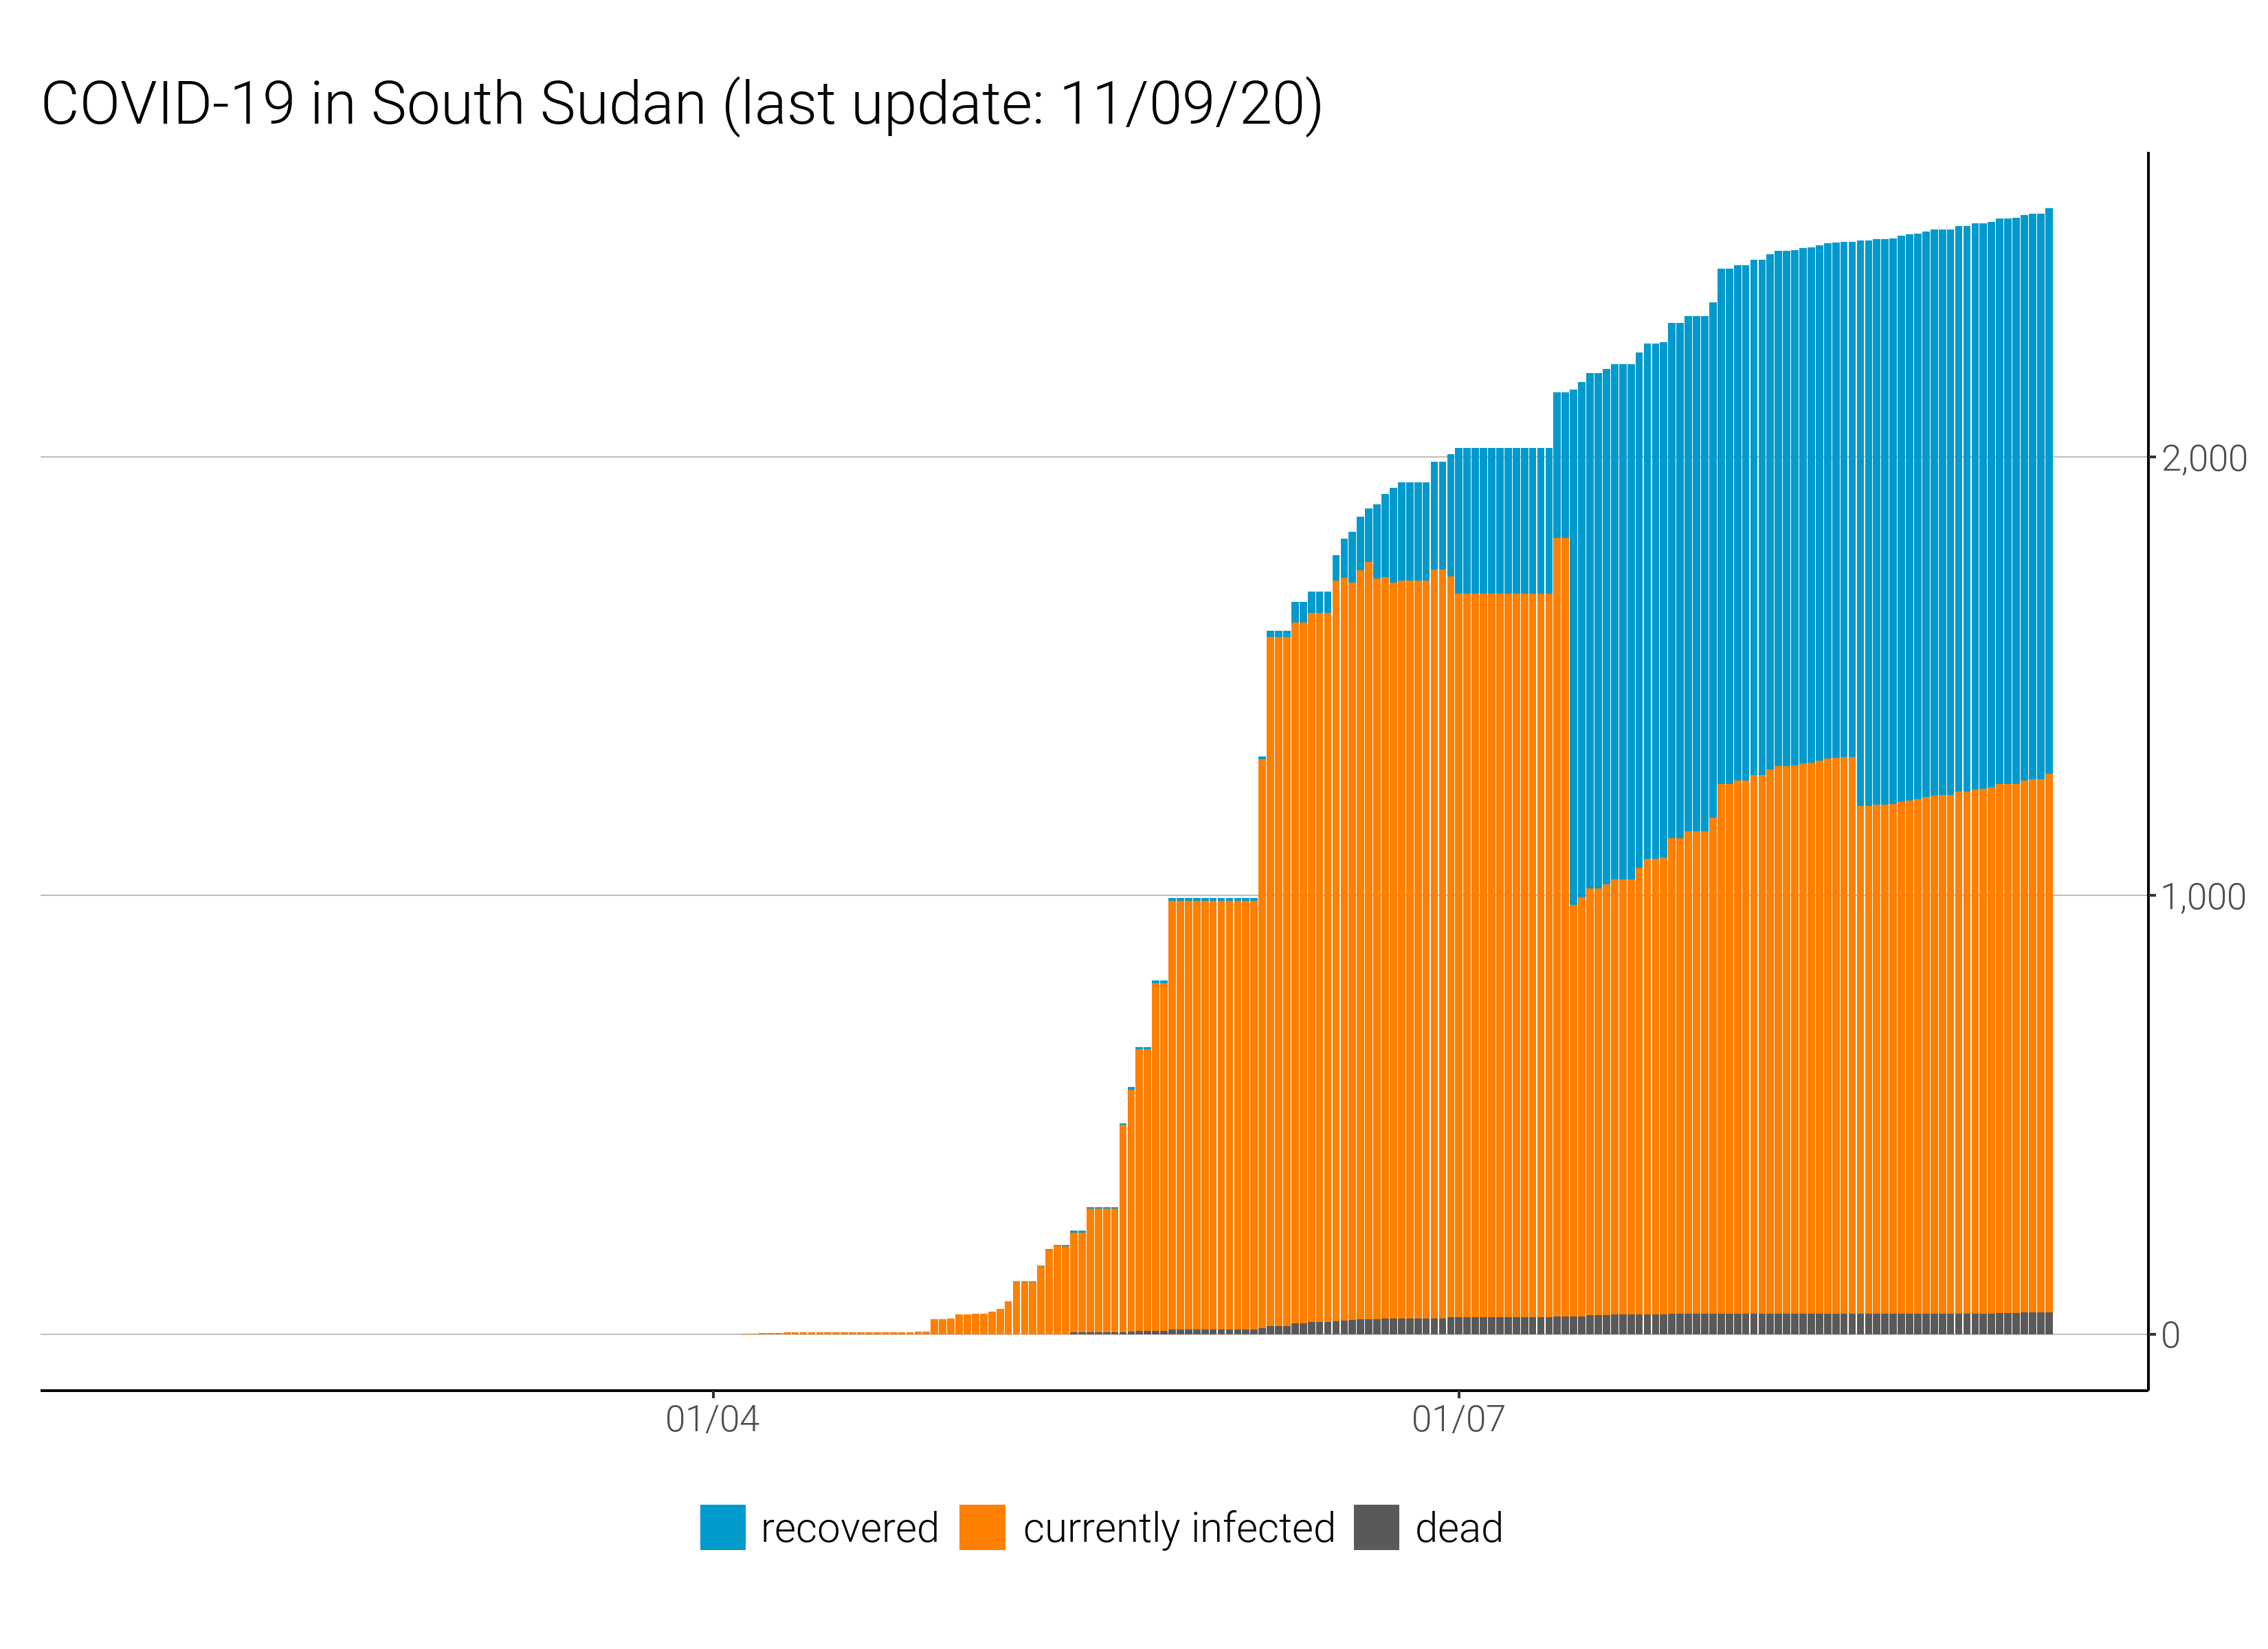 COVID-19 in South Sudan (last update: 11/09/20)
2,000
1,000
0
01/04 01/07
recovered currently infected dead